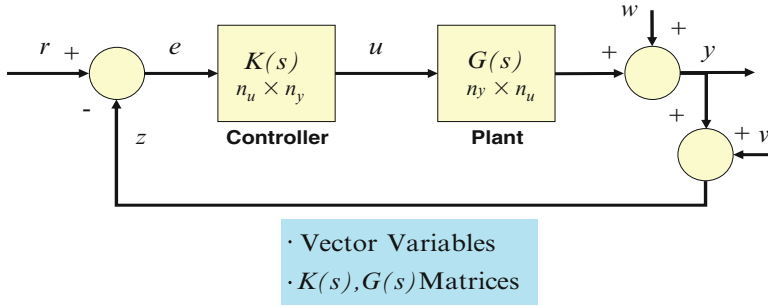 w
r + e K(s) u G(s) + + y
n_u × n_y n_y × n_u
- + + v
z Controller Plant
· Vector Variables
· K(s), G(s) Matrices